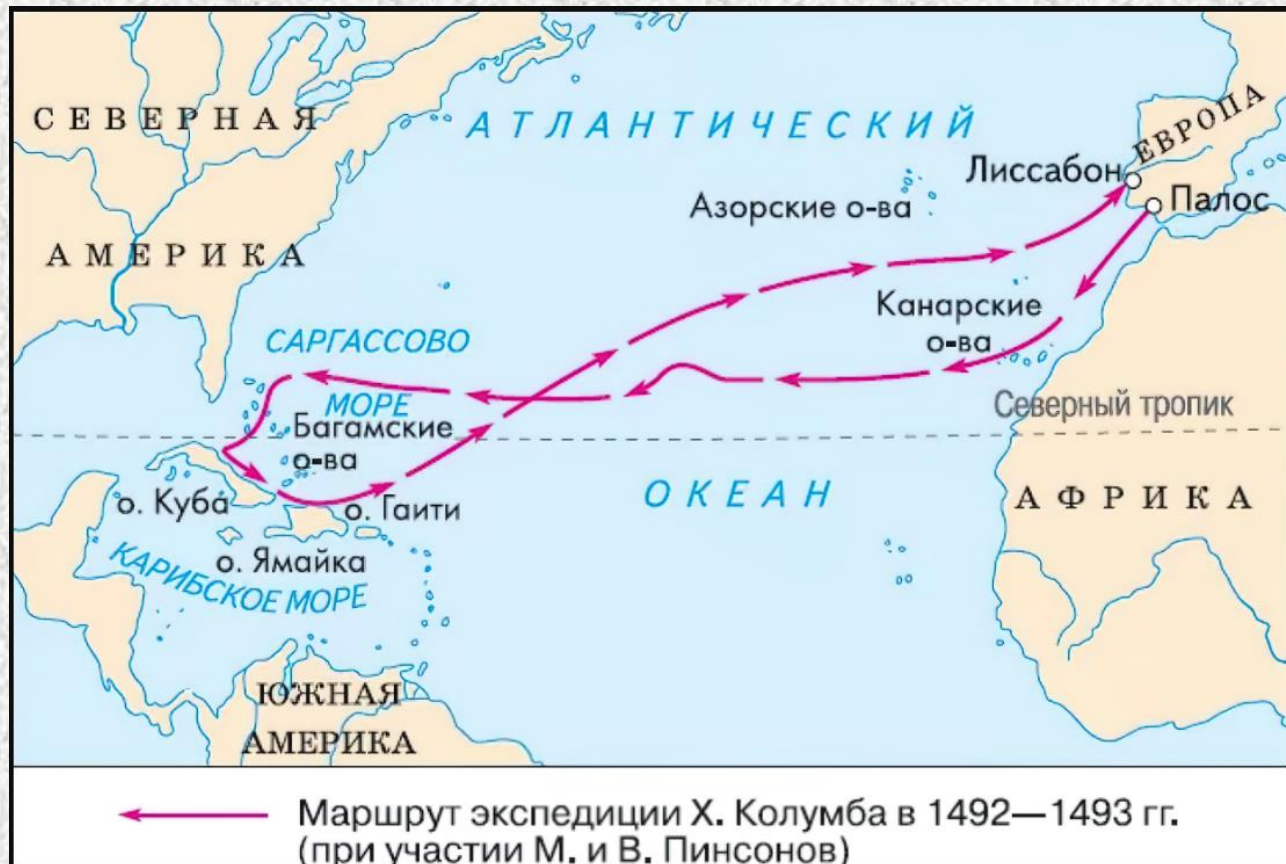 СЕВЕРНАЯ
АМЕРИКА
АТЛАНТИЧЕСКИЙ
ЕВРОПА
Лиссабон
Палос
Азорские о-ва
Канарские
о-ва
САРГАССОВО
МОРЕ
Багамские
о-ва
Северный тропик
о. Куба
о. Гаити
ОКЕАН
АФРИКА
о. Ямайка
КАРИБСКОЕ МОРЕ
ЮЖНАЯ
АМЕРИКА
Маршрут экспедиции Х. Колумба в 1492—1493 гг.
(при участии М. и В. Пинсонов)